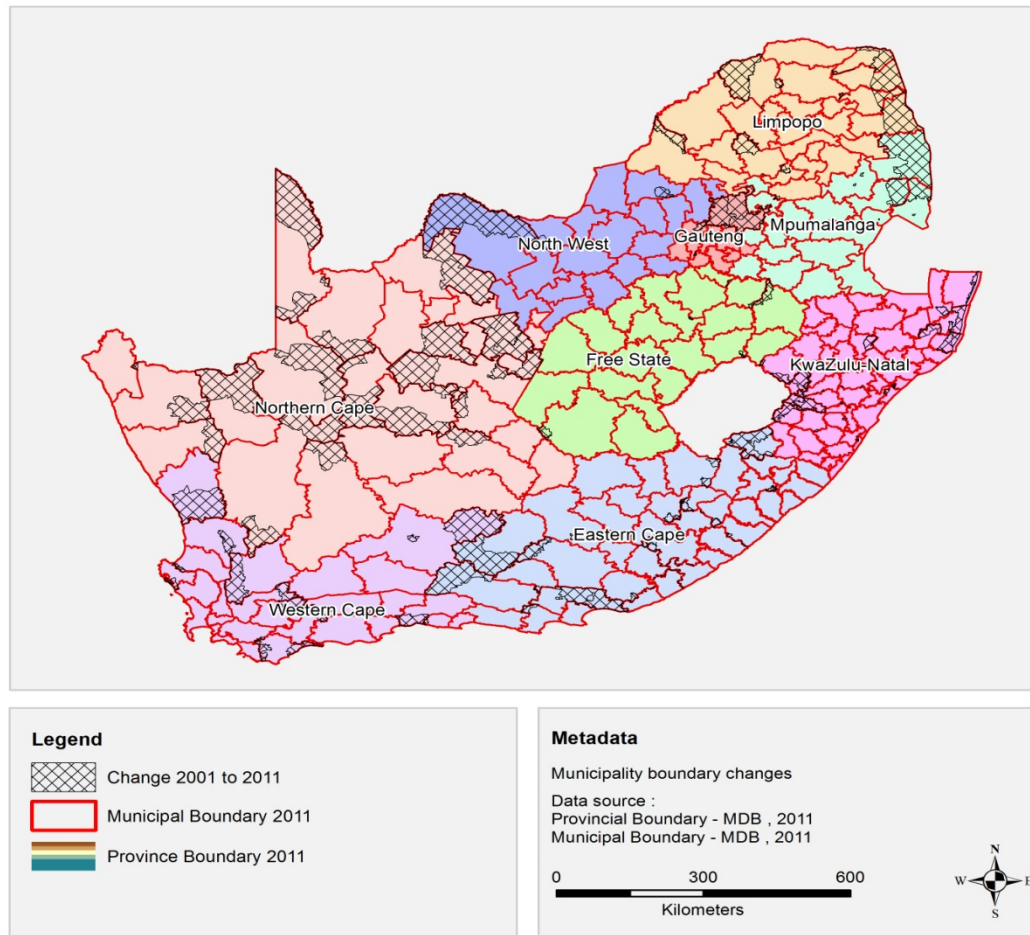 Limpopo
North West
Gauteng
Mpumalanga
Free State
KwaZulu-Natal
Northern Cape
Eastern Cape
Western Cape
Legend
Change 2001 to 2011
Municipal Boundary 2011
Province Boundary 2011
Metadata
Municipality boundary changes
Data source :
Provincial Boundary - MDB , 2011
Municipal Boundary - MDB , 2011
0 300 600
Kilometers
N
W E
S